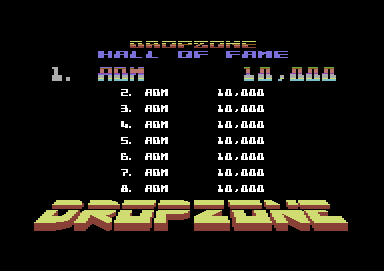 DROPZONE
HALL OF FAME
1. ADM 10,000
2. ADM 10,000
3. ADM 10,000
4. ADM 10,000
5. ADM 10,000
6. ADM 10,000
7. ADM 10,000
8. ADM 10,000
DROPZONE